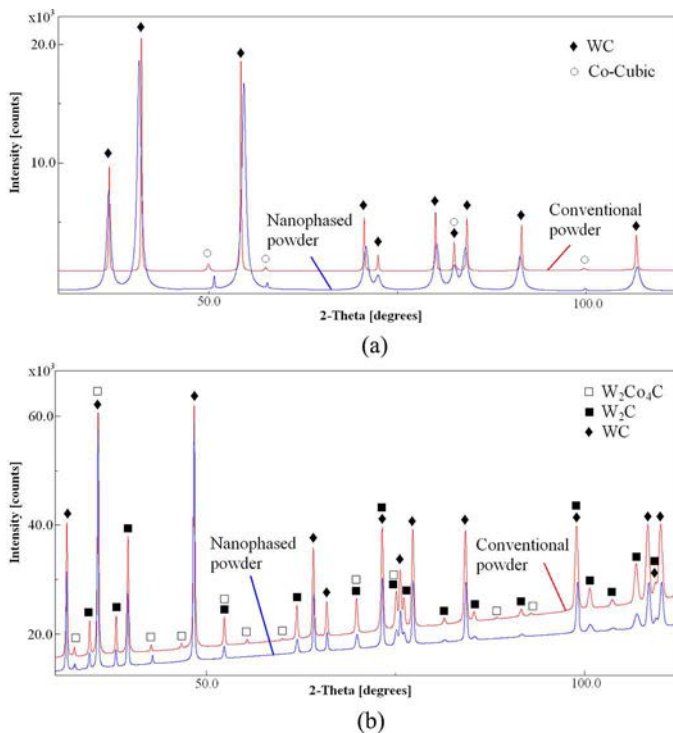 x10³
20.0
Intensity [counts]
10.0
WC
Co-Cubic
Nanophased
powder
Conventional
powder
50.0
100.0
2-Theta [degrees]
(a)
x10³
60.0
Intensity [counts]
40.0
20.0
W₂Co₄C
W₂C
WC
Nanophased
powder
Conventional
powder
50.0
100.0
2-Theta [degrees]
(b)